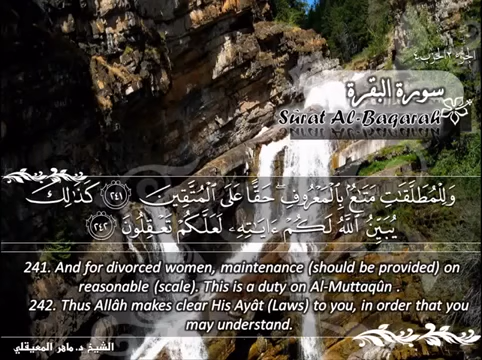 الجزء ٢ الحزب ٤
سورة البقرة
Sûrat Al-Baqarah
وَلِلْمُطَلَّقَٰتِ مَتَٰعٌۢ بِٱلْمَعْرُوفِ ۖ حَقًّا عَلَى ٱلْمُتَّقِينَ ٢٤١ كَذَٰلِكَ
يُبَيِّنُ ٱللَّهُ لَكُمْ ءَايَٰتِهِۦ لَعَلَّكُمْ تَعْقِلُونَ ٢٤٢
241. And for divorced women, maintenance (should be provided) on
reasonable (scale). This is a duty on Al-Muttaqûn .
242. Thus Allâh makes clear His Ayât (Laws) to you, in order that you
may understand.
الشيخ د. ماهر المعيقلي